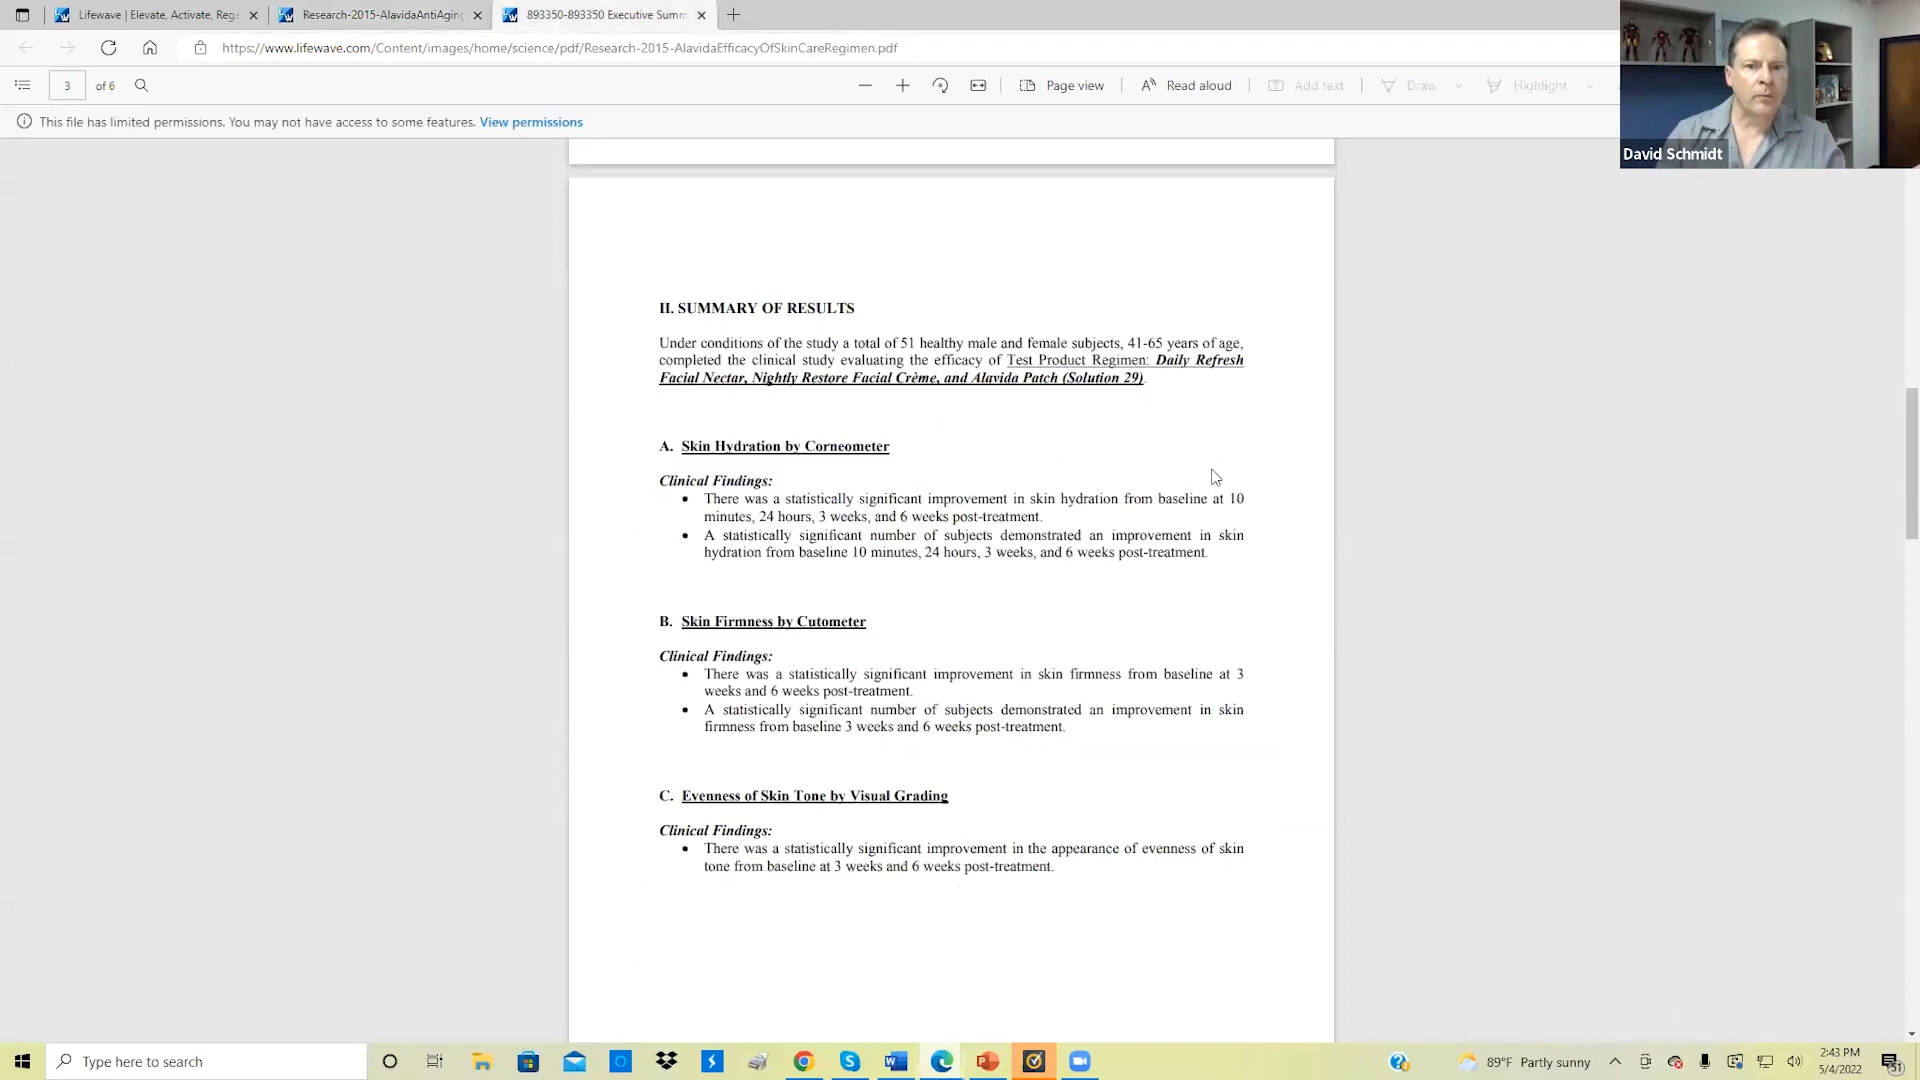 Lifewave | Elevate, Activate, Reg
Research-2015-AlavidaAntiAging
893350-893350 Executive Summ
https://www.lifewave.com/Content/images/home/science/pdf/Research-2015-AlavidaEfficacyOfSkinCareRegimen.pdf
3 of 6
Page view
Read aloud
Add text
Draw
Highlight
This file has limited permissions. You may not have access to some features. View permissions
David Schmidt
II. SUMMARY OF RESULTS
Under conditions of the study a total of 51 healthy male and female subjects, 41-65 years of age,
completed the clinical study evaluating the efficacy of Test Product Regimen: Daily Refresh
Facial Nectar, Nightly Restore Facial Crème, and Alavida Patch (Solution 29).
A. Skin Hydration by Corneometer
Clinical Findings:
• There was a statistically significant improvement in skin hydration from baseline at 10
minutes, 24 hours, 3 weeks, and 6 weeks post-treatment.
• A statistically significant number of subjects demonstrated an improvement in skin
hydration from baseline 10 minutes, 24 hours, 3 weeks, and 6 weeks post-treatment.
B. Skin Firmness by Cutometer
Clinical Findings:
• There was a statistically significant improvement in skin firmness from baseline at 3
weeks and 6 weeks post-treatment.
• A statistically significant number of subjects demonstrated an improvement in skin
firmness from baseline 3 weeks and 6 weeks post-treatment.
C. Evenness of Skin Tone by Visual Grading
Clinical Findings:
• There was a statistically significant improvement in the appearance of evenness of skin
tone from baseline at 3 weeks and 6 weeks post-treatment.
Type here to search
89°F Partly sunny
2:43 PM
5/4/2022
51